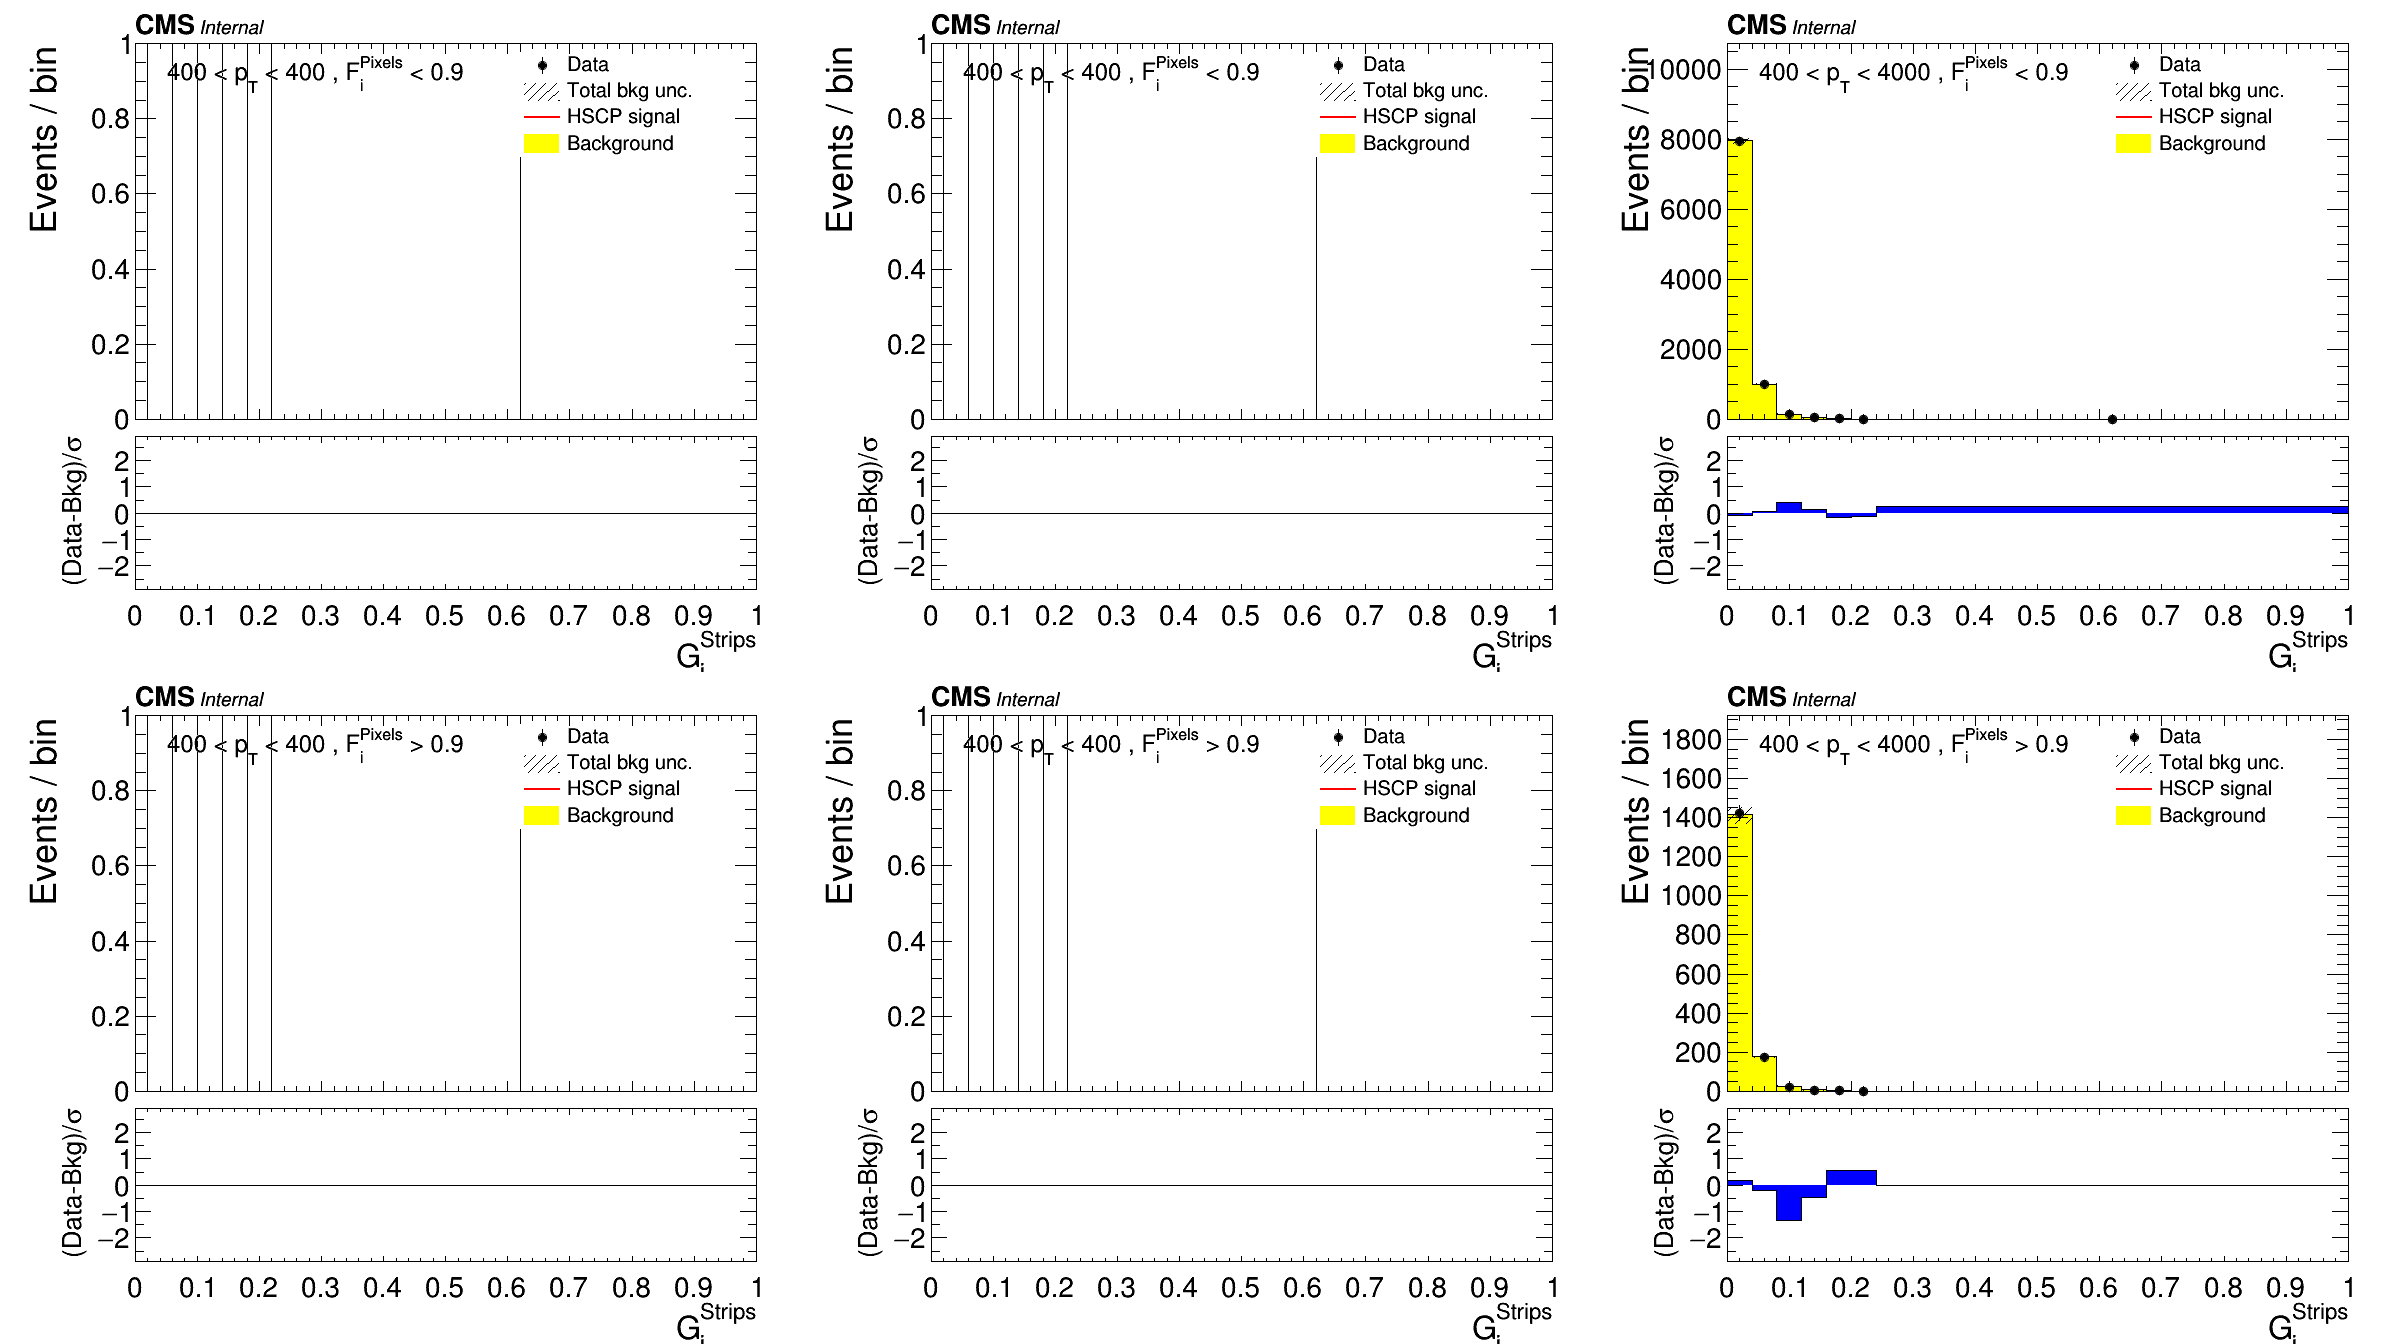 CMS Internal
Events / bin
400 < pT < 400 , FiPixels < 0.9
Data
Total bkg unc.
HSCP signal
Background
1
0.8
0.6
0.4
0.2
0
(Data-Bkg)/σ
2
1
0
−1
−2
0 0.1 0.2 0.3 0.4 0.5 0.6 0.7 0.8 0.9 1
GiStrips
CMS Internal
Events / bin
400 < pT < 400 , FiPixels < 0.9
Data
Total bkg unc.
HSCP signal
Background
1
0.8
0.6
0.4
0.2
0
(Data-Bkg)/σ
2
1
0
−1
−2
0 0.1 0.2 0.3 0.4 0.5 0.6 0.7 0.8 0.9 1
GiStrips
CMS Internal
Events / bin
400 < pT < 4000 , FiPixels < 0.9
Data
Total bkg unc.
HSCP signal
Background
10000
8000
6000
4000
2000
0
(Data-Bkg)/σ
2
1
0
−1
−2
0 0.1 0.2 0.3 0.4 0.5 0.6 0.7 0.8 0.9 1
GiStrips
CMS Internal
Events / bin
400 < pT < 400 , FiPixels > 0.9
Data
Total bkg unc.
HSCP signal
Background
1
0.8
0.6
0.4
0.2
0
(Data-Bkg)/σ
2
1
0
−1
−2
0 0.1 0.2 0.3 0.4 0.5 0.6 0.7 0.8 0.9 1
GiStrips
CMS Internal
Events / bin
400 < pT < 400 , FiPixels > 0.9
Data
Total bkg unc.
HSCP signal
Background
1
0.8
0.6
0.4
0.2
0
(Data-Bkg)/σ
2
1
0
−1
−2
0 0.1 0.2 0.3 0.4 0.5 0.6 0.7 0.8 0.9 1
GiStrips
CMS Internal
Events / bin
400 < pT < 4000 , FiPixels > 0.9
Data
Total bkg unc.
HSCP signal
Background
1800
1600
1400
1200
1000
800
600
400
200
0
(Data-Bkg)/σ
2
1
0
−1
−2
0 0.1 0.2 0.3 0.4 0.5 0.6 0.7 0.8 0.9 1
GiStrips